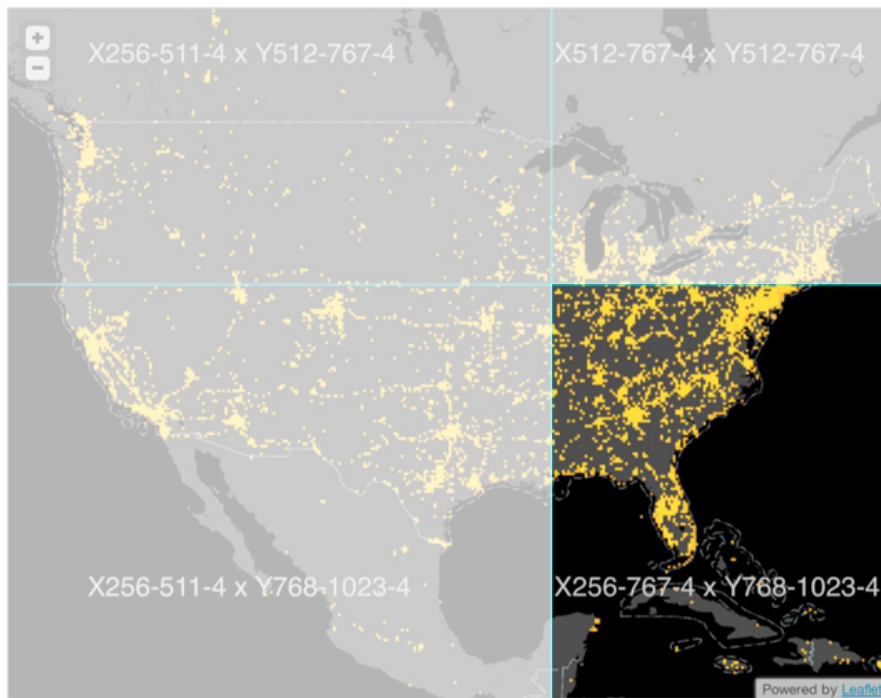 +
X256-511-4 x Y512-767-4
X512-767-4 x Y512-767-4
−
X256-511-4 x Y768-1023-4
X256-767-4 x Y768-1023-4
Powered by Leaflet